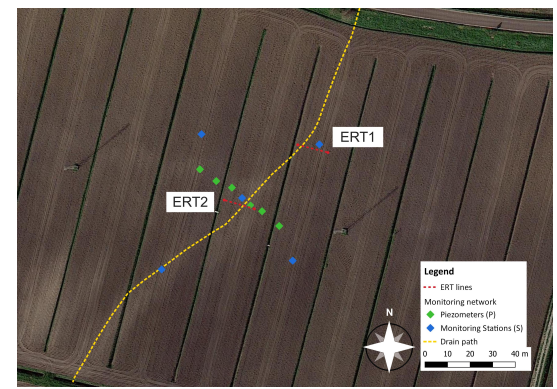 ERT1
ERT2
Legend
ERT lines
Monitoring network
Piezometers (P)
Monitoring Stations (S)
Drain path
N
0 10 20 30 40 m